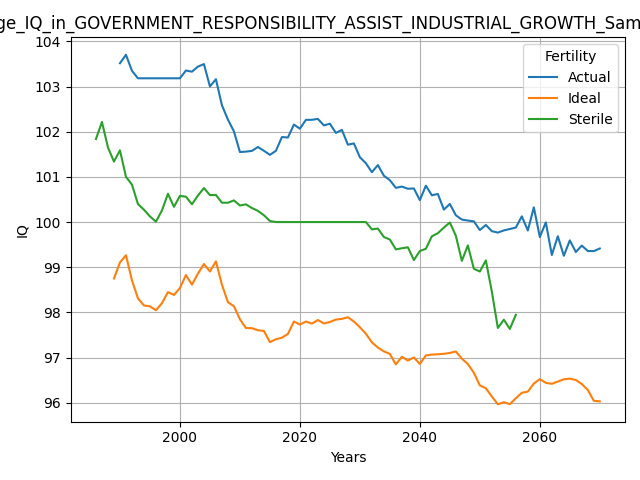 ge_IQ_in_GOVERNMENT_RESPONSIBILITY_ASSIST_INDUSTRIAL_GROWTH_Sam
104
103
102
101
100
99
98
97
96
IQ
Fertility
Actual
Ideal
Sterile
2000 2020 2040 2060
Years